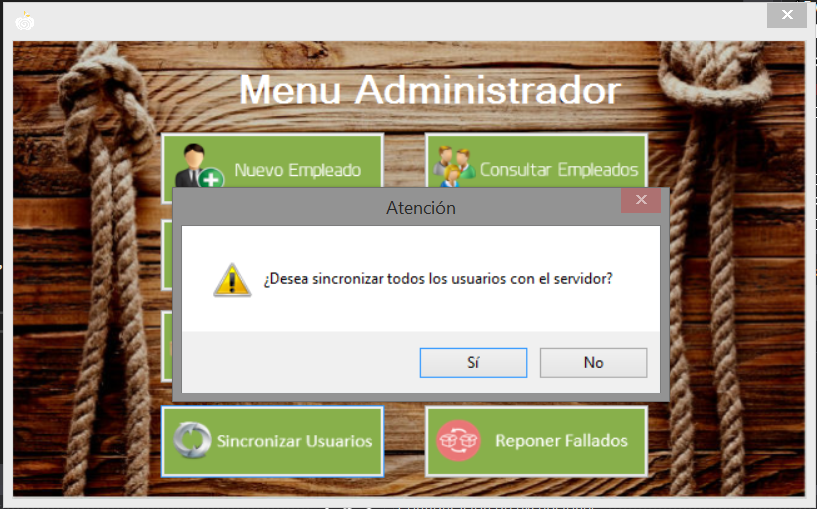 Menu Administrador
Nuevo Empleado
Consultar Empleados
Atención
¿Desea sincronizar todos los usuarios con el servidor?
Sí
No
Sincronizar Usuarios
Reponer Fallados